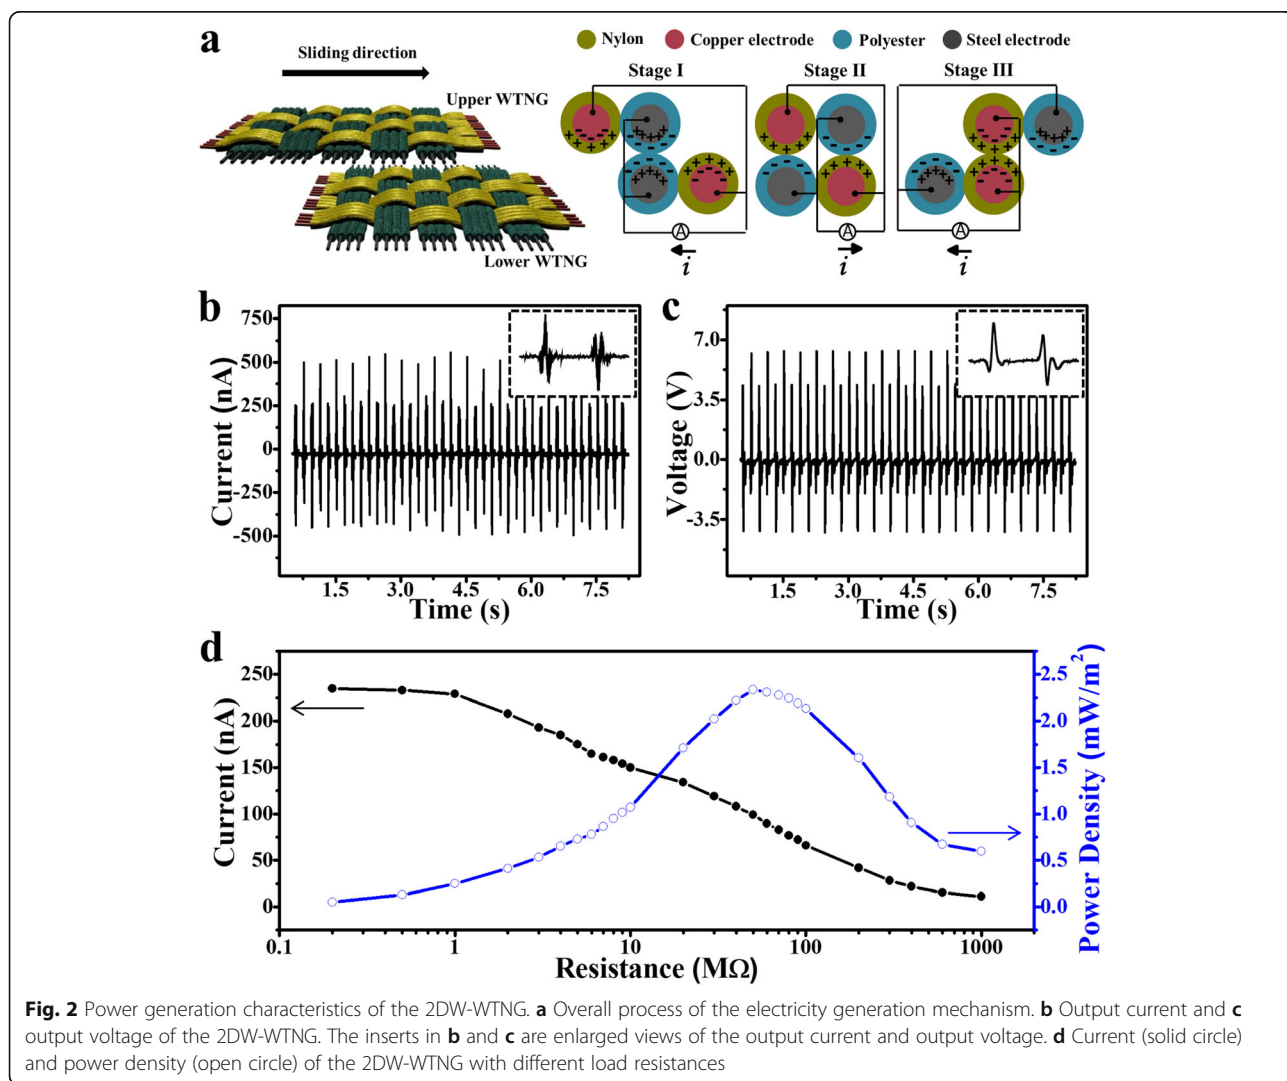 a
Nylon Copper electrode Polyester Steel electrode
Sliding direction
Upper WTNG
Lower WTNG
Stage I Stage II Stage III
+ + + + + - - - - -
A A A
i i i
b
Current (nA)
750
500
250
0
-250
-500
-750
1.5 3.0 4.5 6.0 7.5
Time (s)
c
Voltage (V)
7.0
3.5
0.0
-3.5
1.5 3.0 4.5 6.0 7.5
Time (s)
d
Current (nA)
250
200
150
100
50
0
0.1 1 10 100 1000
Resistance (MΩ)
2.5
2.0
1.5
1.0
0.5
0.0
Power Density (mW/m²)
Fig. 2 Power generation characteristics of the 2DW-WTNG. a Overall process of the electricity generation mechanism. b Output current and c
output voltage of the 2DW-WTNG. The inserts in b and c are enlarged views of the output current and output voltage. d Current (solid circle)
and power density (open circle) of the 2DW-WTNG with different load resistances